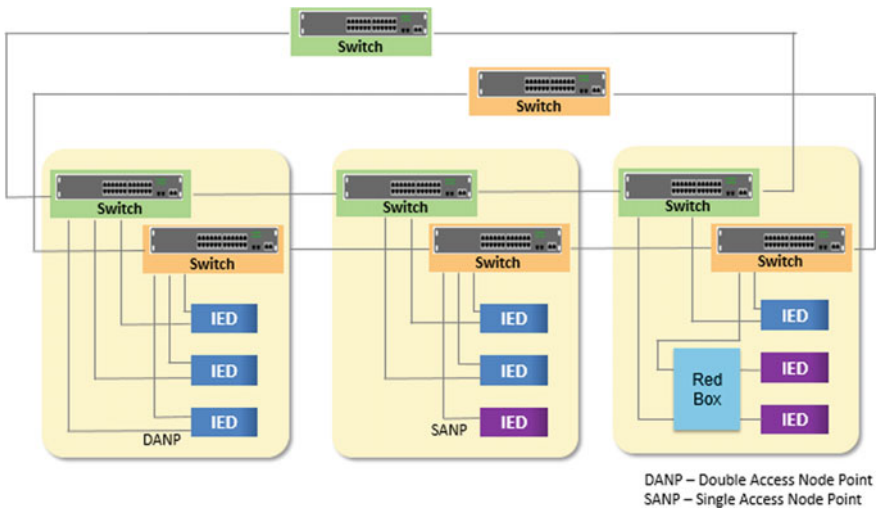 Switch
Switch
Switch
Switch
Switch
Switch
Switch
Switch
IED
IED
IED
IED
IED
IED
Red
Box
IED
IED
IED
DANP
SANP
DANP – Double Access Node Point
SANP – Single Access Node Point